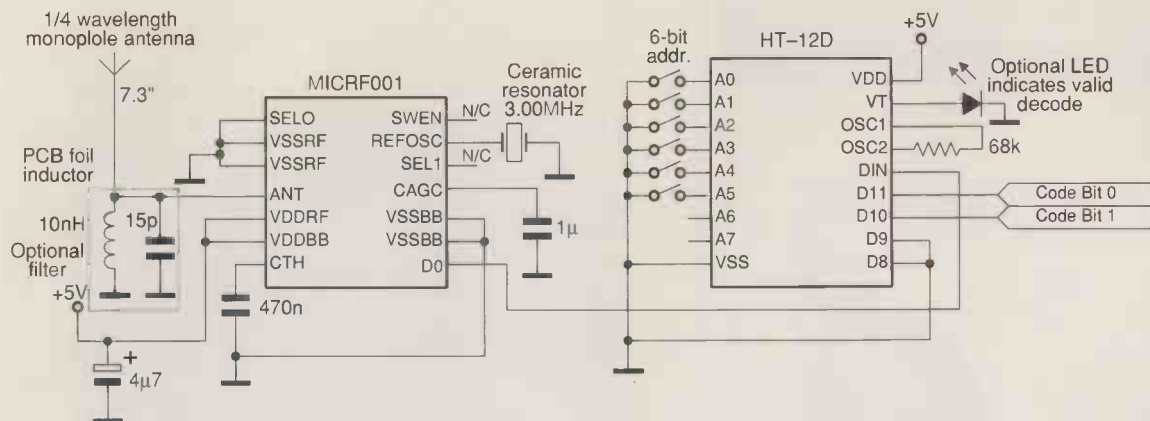 1/4 wavelength
monoplole antenna
7.3"
PCB foil
inductor
10nH
15p
Optional
filter
+5V
+
4µ7
MICRF001
SELO
VSSRF
VSSRF
ANT
VDDRF
VDDBB
CTH
SWEN
REFOSC
SEL1
CAGC
VSSBB
VSSBB
D0
N/C
N/C
Ceramic
resonator
3.00MHz
1µ
470n
6-bit
addr.
HT–12D
A0
A1
A2
A3
A4
A5
A6
A7
VSS
VDD
VT
OSC1
OSC2
DIN
D11
D10
D9
D8
+5V
Optional LED
indicates valid
decode
68k
Code Bit 0
Code Bit 1